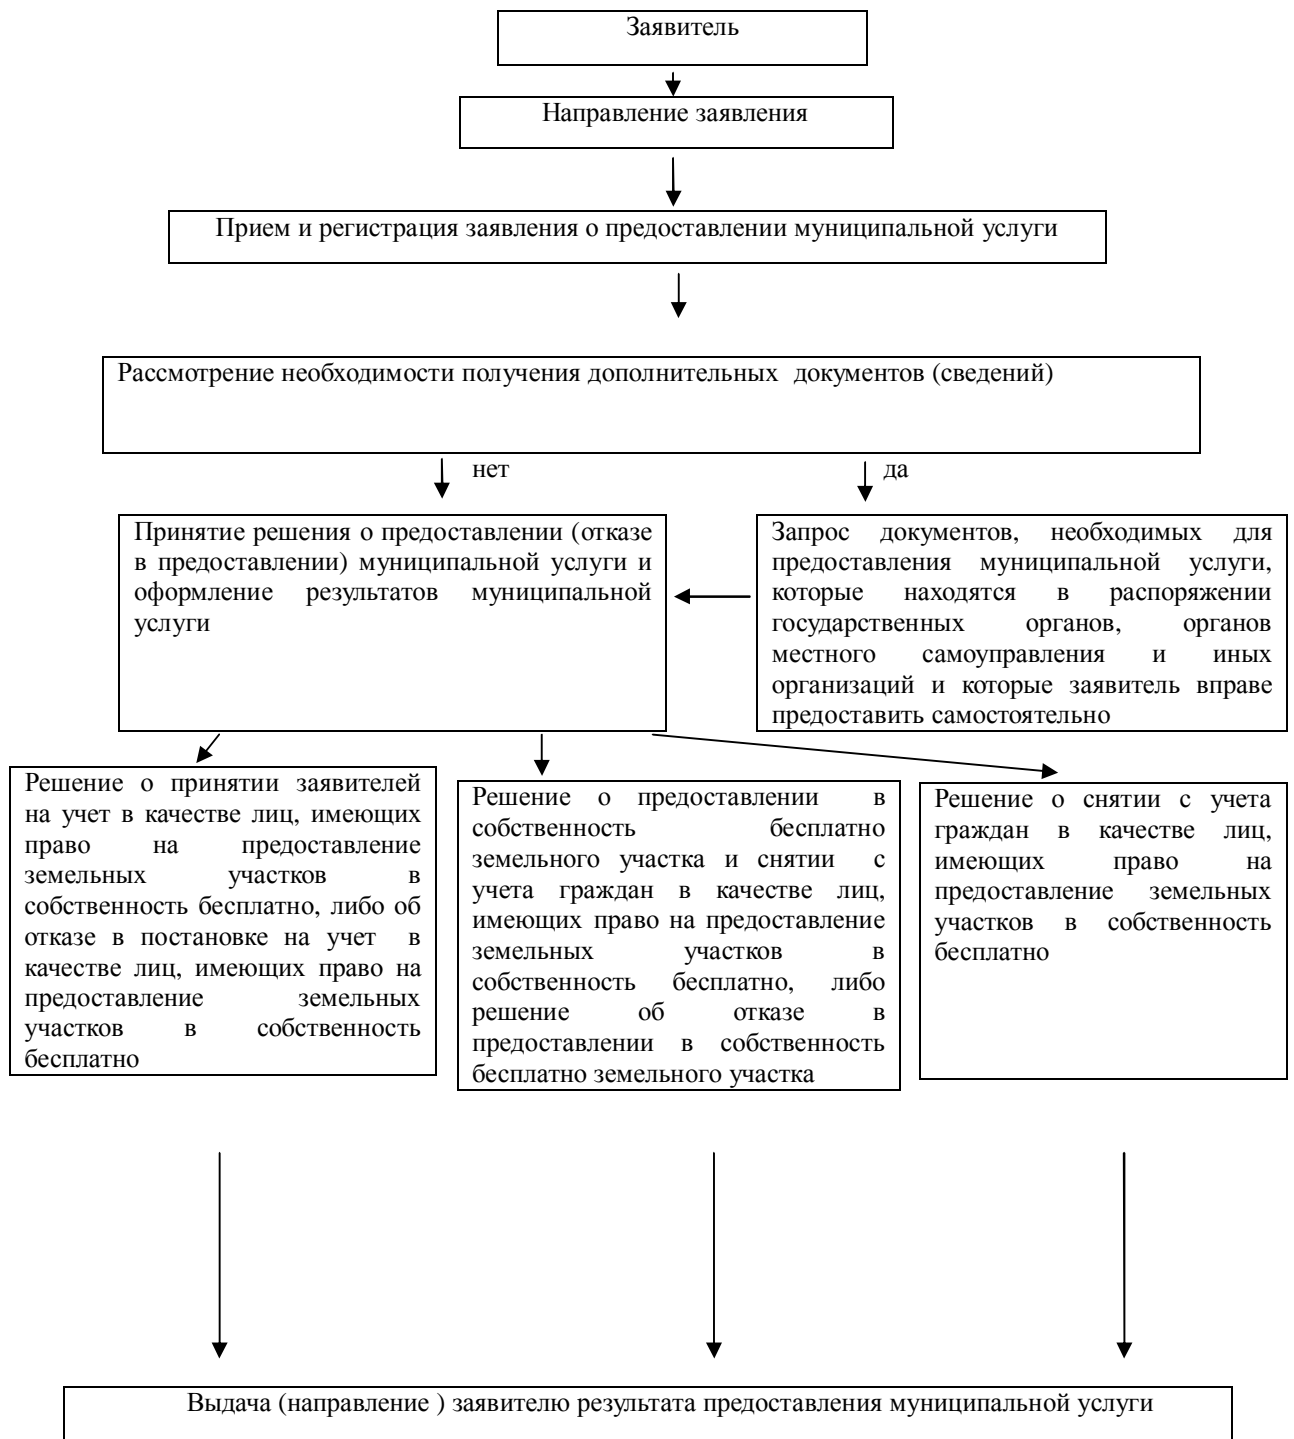 Заявитель
Направление заявления
Прием и регистрация заявления о предоставлении муниципальной услуги
Рассмотрение необходимости получения дополнительных документов (сведений)
нет
да
Принятие решения о предоставлении (отказе
в предоставлении) муниципальной услуги и
оформление результатов муниципальной
услуги
Запрос документов, необходимых для
предоставления муниципальной услуги,
которые находятся в распоряжении
государственных органов, органов
местного самоуправления и иных
организаций и которые заявитель вправе
предоставить самостоятельно
Решение о принятии заявителей
на учет в качестве лиц, имеющих
право на предоставление
земельных участков в
собственность бесплатно, либо об
отказе в постановке на учет в
качестве лиц, имеющих право на
предоставление земельных
участков в собственность
бесплатно
Решение о предоставлении в
собственность бесплатно
земельного участка и снятии с
учета граждан в качестве лиц,
имеющих право на предоставление
земельных участков в
собственность бесплатно, либо
решение об отказе в
предоставлении в собственность
бесплатно земельного участка
Решение о снятии с учета
граждан в качестве лиц,
имеющих право на
предоставление земельных
участков в собственность
бесплатно
Выдача (направление ) заявителю результата предоставления муниципальной услуги